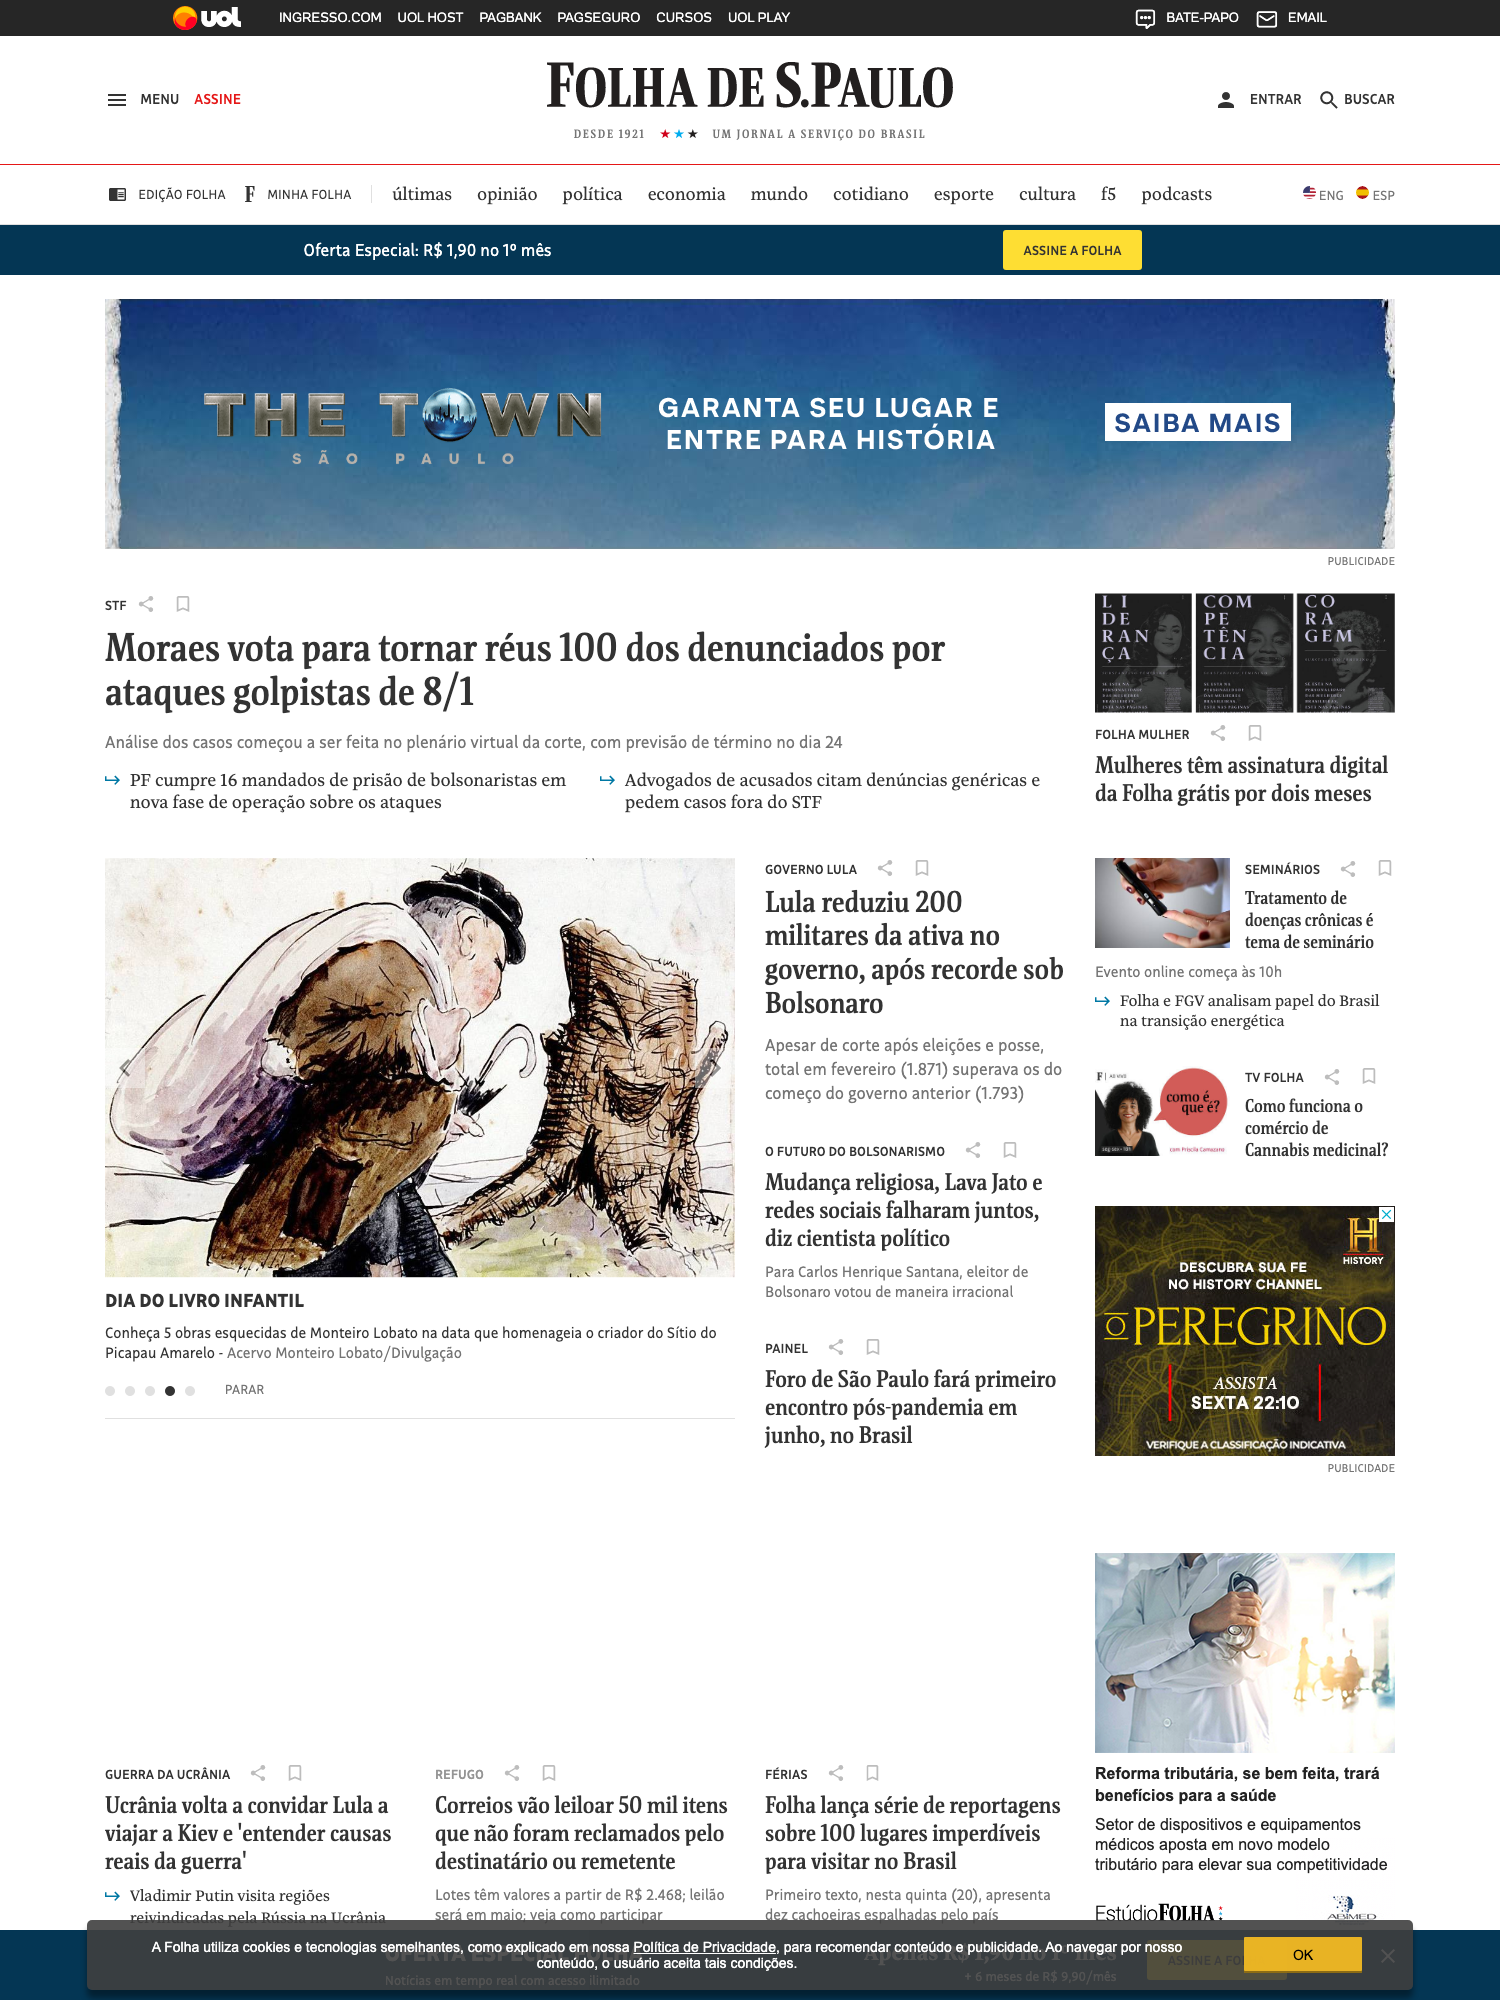 uol INGRESSO.COM UOL HOST PAGBANK PAGSEGURO CURSOS UOL PLAY BATE-PAPO EMAIL
MENU ASSINE
FOLHA DE S.PAULO
DESDE 1921 ★★★ UM JORNAL A SERVIÇO DO BRASIL
ENTRAR BUSCAR
EDIÇÃO FOLHA F MINHA FOLHA últimas opinião política economia mundo cotidiano esporte cultura f5 podcasts ENG ESP
Oferta Especial: R$ 1,90 no 1º mês ASSINE A FOLHA
THE TOWN
SÃO PAULO
GARANTA SEU LUGAR E
ENTRE PARA HISTÓRIA
SAIBA MAIS
PUBLICIDADE
STF
Moraes vota para tornar réus 100 dos denunciados por
ataques golpistas de 8/1
Análise dos casos começou a ser feita no plenário virtual da corte, com previsão de término no dia 24
PF cumpre 16 mandados de prisão de bolsonaristas em
nova fase de operação sobre os ataques
Advogados de acusados citam denúncias genéricas e
pedem casos fora do STF
LI
DE
RAN
ÇA
COM
PE
TÊN
CIA
CO
RA
GEM
FOLHA MULHER
Mulheres têm assinatura digital
da Folha grátis por dois meses
DIA DO LIVRO INFANTIL
Conheça 5 obras esquecidas de Monteiro Lobato na data que homenageia o criador do Sítio do
Picapau Amarelo - Acervo Monteiro Lobato/Divulgação
PARAR
GOVERNO LULA
Lula reduziu 200
militares da ativa no
governo, após recorde sob
Bolsonaro
Apesar de corte após eleições e posse,
total em fevereiro (1.871) superava os do
começo do governo anterior (1.793)
O FUTURO DO BOLSONARISMO
Mudança religiosa, Lava Jato e
redes sociais falharam juntos,
diz cientista político
Para Carlos Henrique Santana, eleitor de
Bolsonaro votou de maneira irracional
PAINEL
Foro de São Paulo fará primeiro
encontro pós-pandemia em
junho, no Brasil
SEMINÁRIOS
Tratamento de
doenças crônicas é
tema de seminário
Evento online começa às 10h
Folha e FGV analisam papel do Brasil
na transição energética
F AO VIVO
como é
que é?
com Priscila Camazano
TV FOLHA
Como funciona o
comércio de
Cannabis medicinal?
H
HISTORY
DESCUBRA SUA FE
NO HISTORY CHANNEL
O PEREGRINO
ASSISTA
SEXTA 22:10
VERIFIQUE A CLASSIFICAÇÃO INDICATIVA
PUBLICIDADE
Reforma tributária, se bem feita, trará
benefícios para a saúde
Setor de dispositivos e equipamentos
médicos aposta em novo modelo
tributário para elevar sua competitividade
EstúdioFOLHA ABIMED
GUERRA DA UCRÂNIA
Ucrânia volta a convidar Lula a
viajar a Kiev e 'entender causas
reais da guerra'
Vladimir Putin visita regiões
reivindicadas pela Rússia na Ucrânia
REFUGO
Correios vão leiloar 50 mil itens
que não foram reclamados pelo
destinatário ou remetente
Lotes têm valores a partir de R$ 2.468; leilão
será em maio; veja como participar
FÉRIAS
Folha lança série de reportagens
sobre 100 lugares imperdíveis
para visitar no Brasil
Primeiro texto, nesta quinta (20), apresenta
dez cachoeiras espalhadas pelo país
A Folha utiliza cookies e tecnologias semelhantes, como explicado em nossa Política de Privacidade, para recomendar conteúdo e publicidade. Ao navegar por nosso
conteúdo, o usuário aceita tais condições.
OK
Notícias em tempo real com acesso ilimitado
Apenas R$ 1,90 no 1º mês
+ 6 meses de R$ 9,90/mês
ASSINE A FO